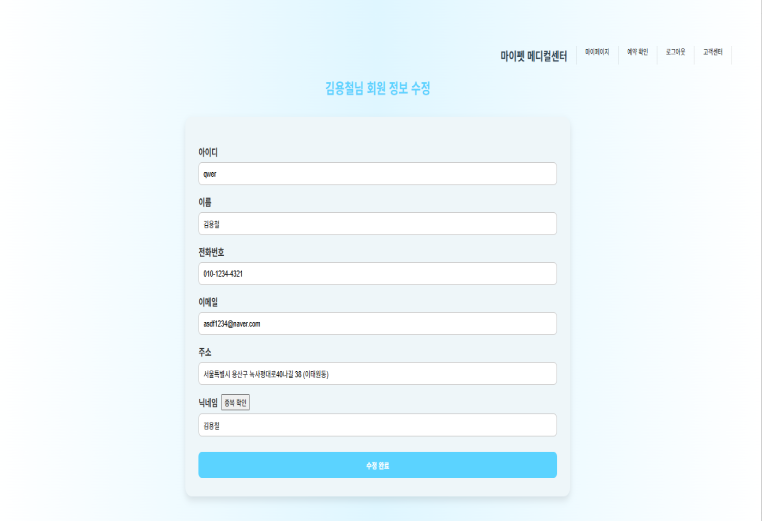 마이펫 메디컬센터 마이페이지 예약 확인 로그아웃 고객센터
김용철님 회원 정보 수정
아이디
qwer
이름
김용철
전화번호
010-1234-4321
이메일
asdf1234@naver.com
주소
서울특별시 용산구 녹사평대로40나길 38 (이태원동)
닉네임 중복 확인
김용철
수정 완료